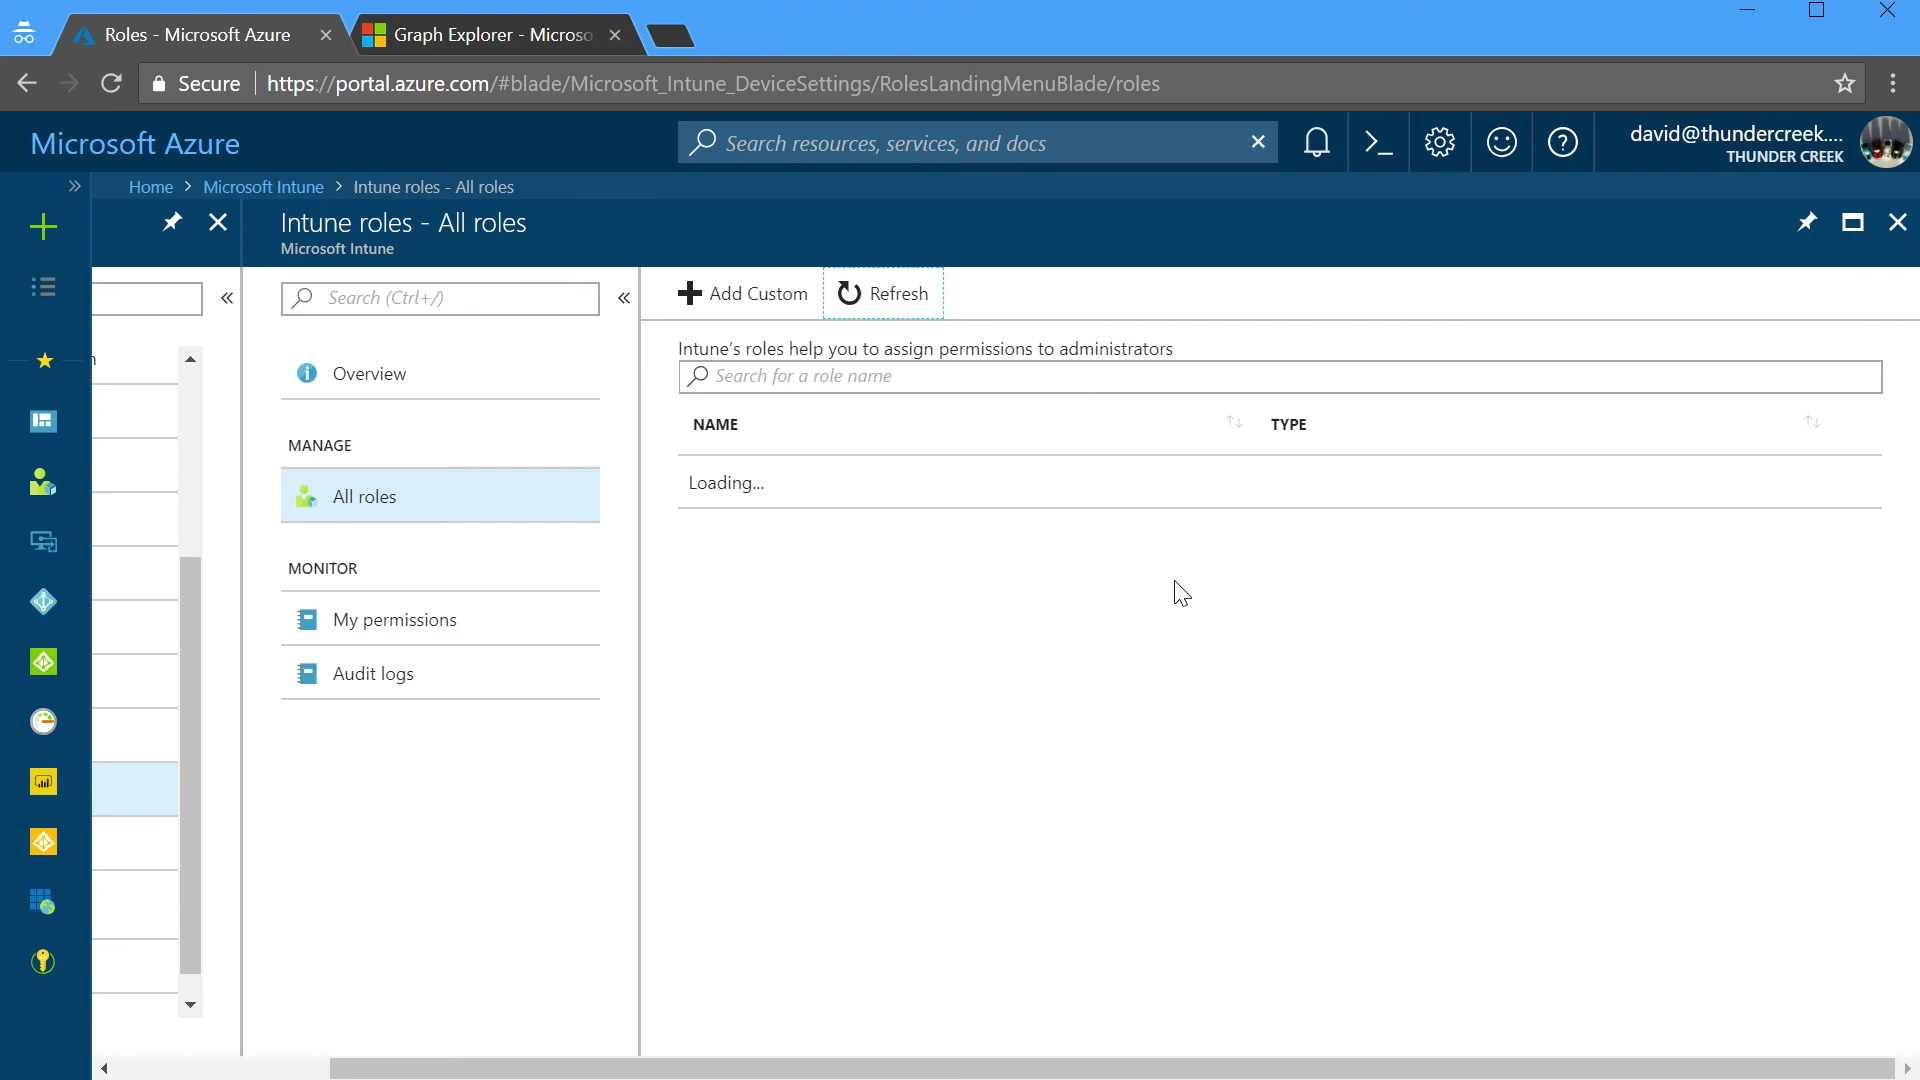 Roles - Microsoft Azure
Graph Explorer - Microso
Secure
https://portal.azure.com/#blade/Microsoft_Intune_DeviceSettings/RolesLandingMenuBlade/roles
Microsoft Azure
Search resources, services, and docs
david@thundercreek....
THUNDER CREEK
Home > Microsoft Intune > Intune roles - All roles
Intune roles - All roles
Microsoft Intune
Search (Ctrl+/)
Add Custom
Refresh
Intune's roles help you to assign permissions to administrators
Search for a role name
Overview
NAME
TYPE
MANAGE
Loading...
All roles
MONITOR
My permissions
Audit logs